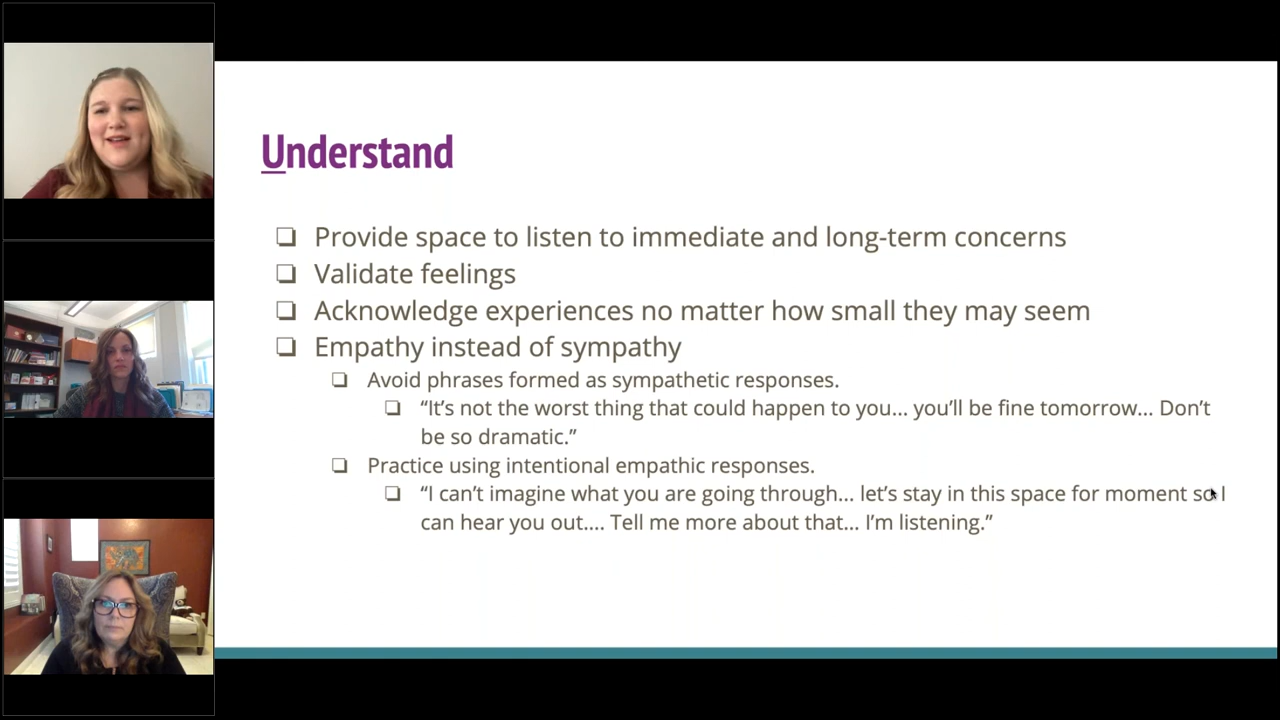 Understand
❏ Provide space to listen to immediate and long-term concerns
❏ Validate feelings
❏ Acknowledge experiences no matter how small they may seem
❏ Empathy instead of sympathy
❏ Avoid phrases formed as sympathetic responses.
❏ “It’s not the worst thing that could happen to you... you’ll be fine tomorrow... Don’t
be so dramatic.”
❏ Practice using intentional empathic responses.
❏ “I can’t imagine what you are going through... let’s stay in this space for moment so I
can hear you out.... Tell me more about that... I’m listening.”